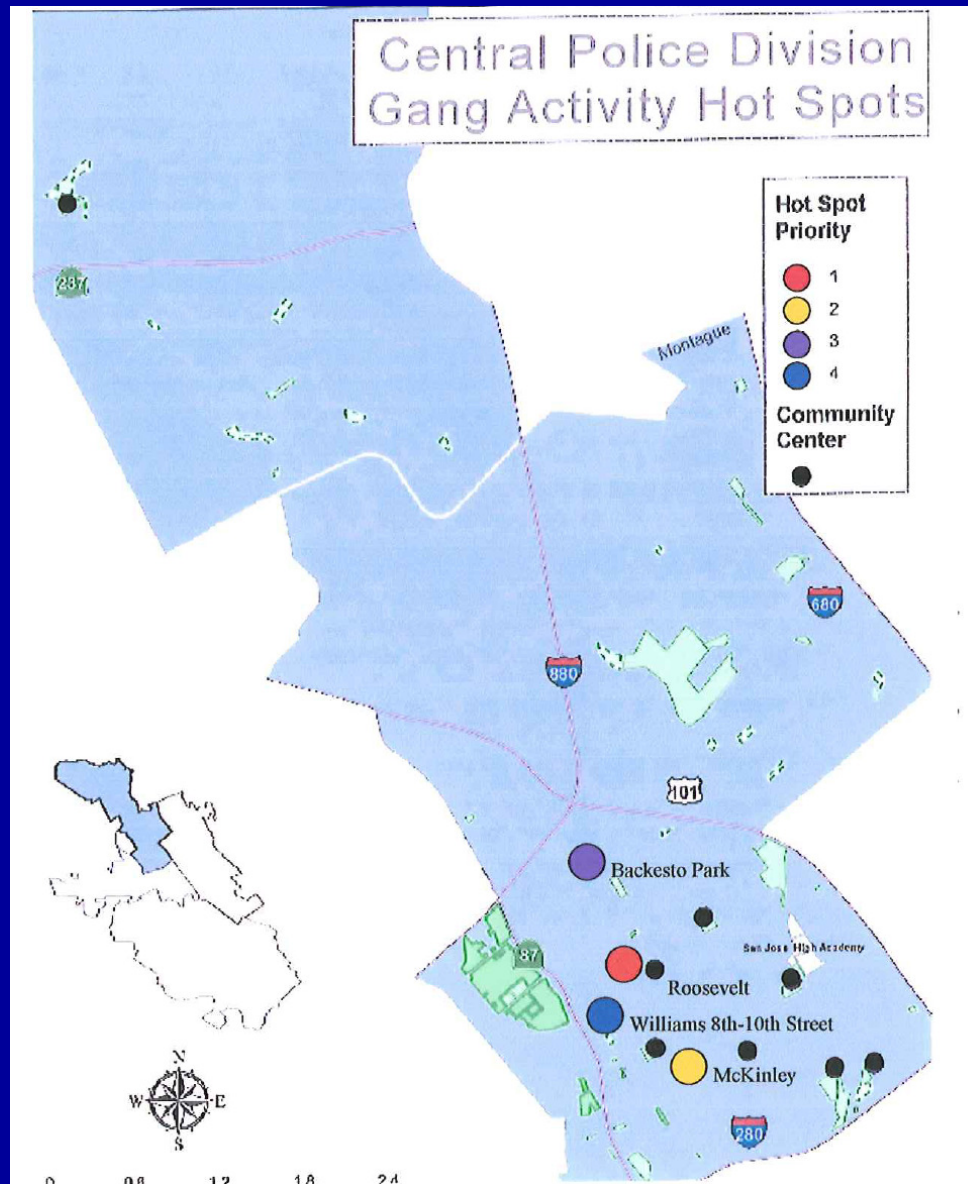 Central Police Division
Gang Activity Hot Spots
Hot Spot
Priority
1
2
3
4
Community
Center
237
Montague
680
880
101
Backesto Park
San Jose High Academy
87
Roosevelt
Williams 8th-10th Street
McKinley
280
N
W E
S
0 0.6 1.2 1.8 2.4